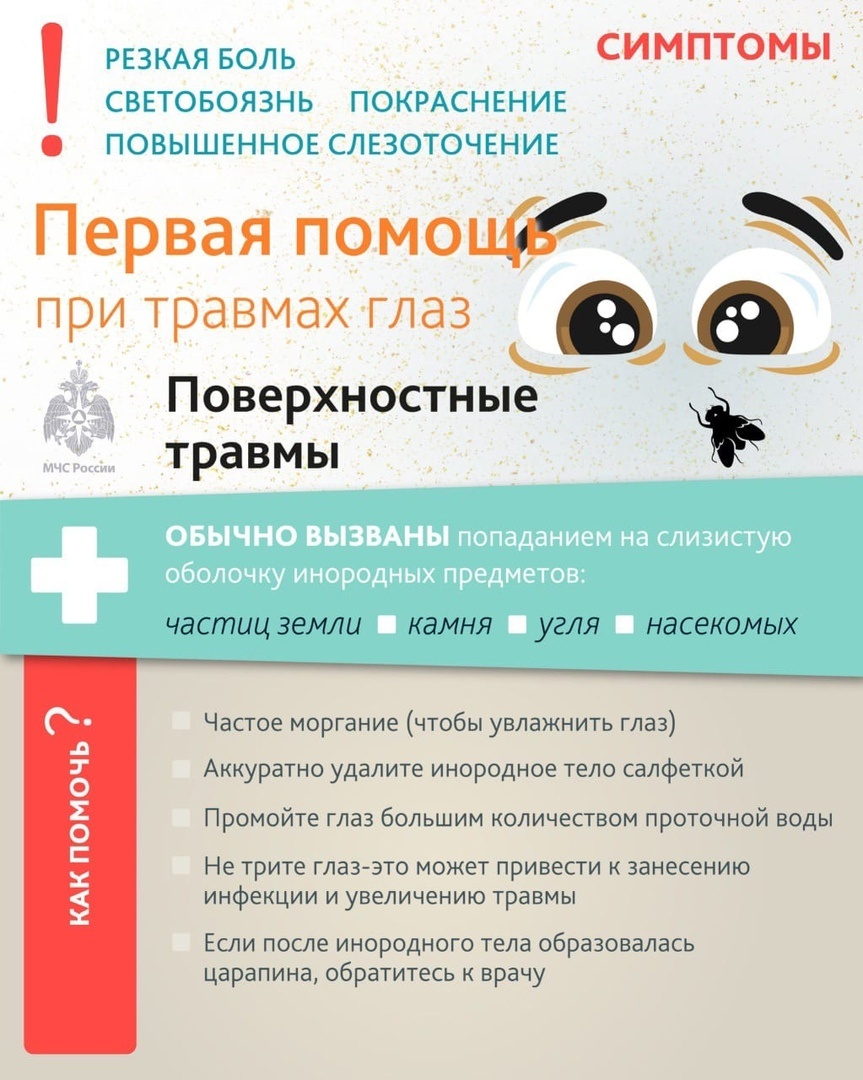 СИМПТОМЫ
РЕЗКАЯ БОЛЬ
СВЕТОБОЯЗНЬ ПОКРАСНЕНИЕ
ПОВЫШЕННОЕ СЛЕЗОТОЧЕНИЕ
Первая помощь
при травмах глаз
МЧС России
Поверхностные
травмы
ОБЫЧНО ВЫЗВАНЫ попаданием на слизистую
оболочку инородных предметов:
частиц земли камня угля насекомых
КАК ПОМОЧЬ?
Частое моргание (чтобы увлажнить глаз)
Аккуратно удалите инородное тело салфеткой
Промойте глаз большим количеством проточной воды
Не трите глаз-это может привести к занесению
инфекции и увеличению травмы
Если после инородного тела образовалась
царапина, обратитесь к врачу